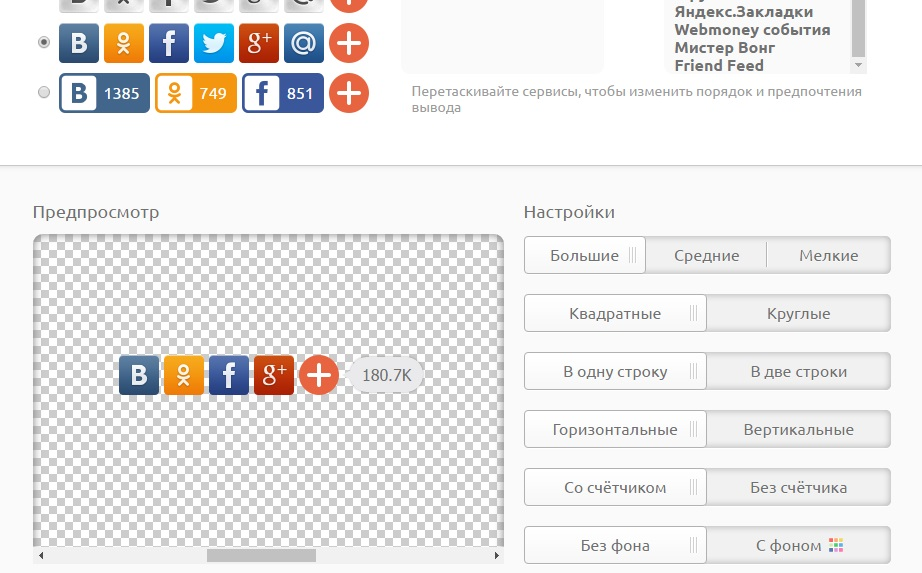 Яндекс.Закладки
Webmoney события
Мистер Вонг
Friend Feed
B f g+ @ +
B 1385 f 749 f 851 +
Перетаскивайте сервисы, чтобы изменить порядок и предпочтения
вывода
Предпросмотр
Настройки
Большие Средние Мелкие
Квадратные Круглые
B f g+ + 180.7K
В одну строку В две строки
Горизонтальные Вертикальные
Со счётчиком Без счётчика
Без фона С фоном